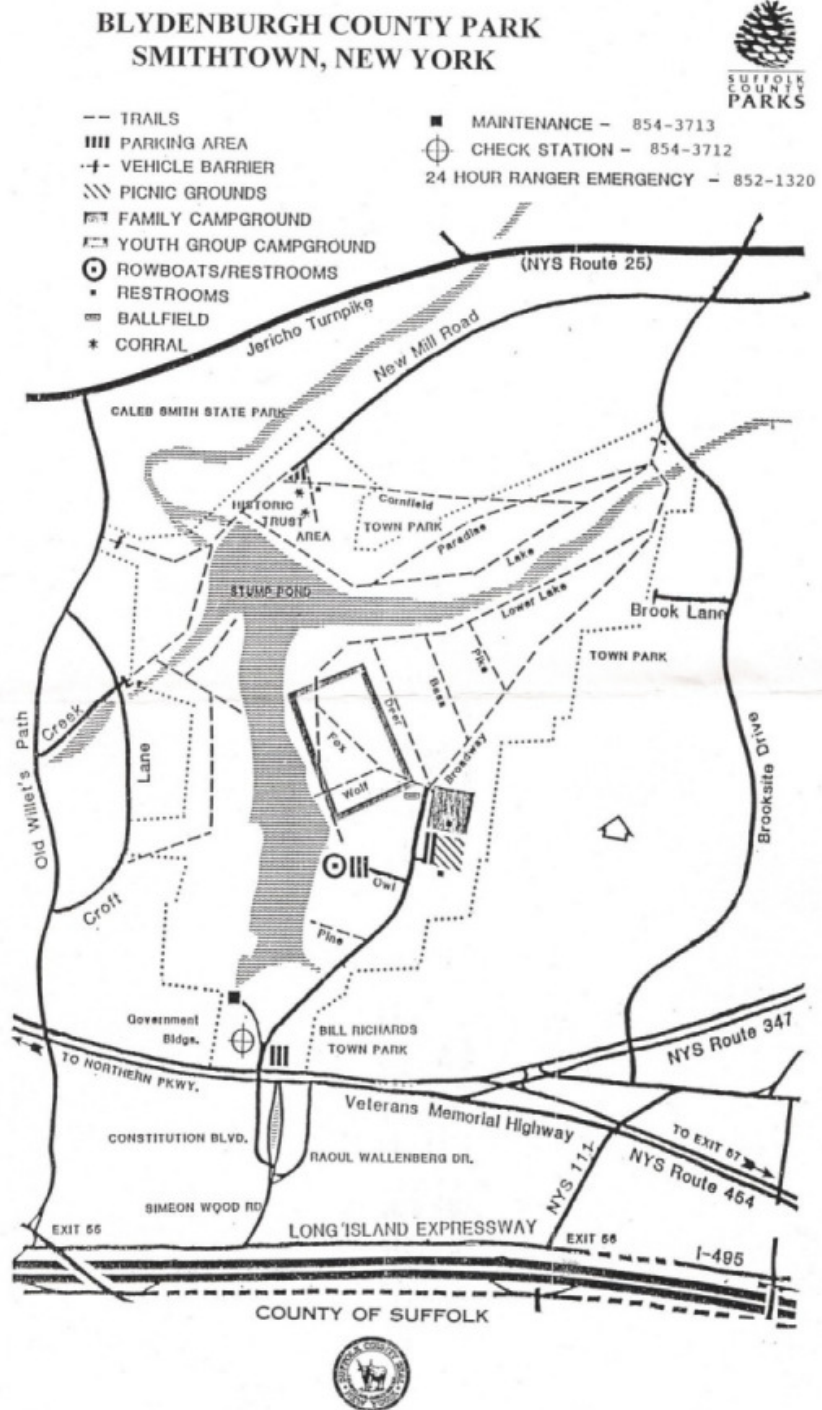 BLYDENBURGH COUNTY PARK
SMITHTOWN, NEW YORK
SUFFOLK
COUNTY
PARKS
TRAILS
PARKING AREA
VEHICLE BARRIER
PICNIC GROUNDS
FAMILY CAMPGROUND
YOUTH GROUP CAMPGROUND
ROWBOATS/RESTROOMS
RESTROOMS
BALLFIELD
CORRAL
MAINTENANCE - 854-3713
CHECK STATION - 854-3712
24 HOUR RANGER EMERGENCY - 852-1320
(NYS Route 25)
Jericho Turnpike
New Mill Road
CALEB SMITH STATE PARK
HISTORIC
TRUST
AREA
Cornfield
TOWN PARK
Paradise
Lake
STUMP POND
Lower Lake
Brook Lane
TOWN PARK
Pike
Bass
Deer
Fox
Wolf
Broadway
Creek
Lane
Old Willet's Path
Croft
Brooksite Drive
Owl
Pine
Government
Bldgs.
BILL RICHARDS
TOWN PARK
NYS Route 347
TO NORTHERN PKWY.
Veterans Memorial Highway
CONSTITUTION BLVD.
RAOUL WALLENBERG DR.
NYS 111
TO EXIT 57
NYS Route 454
SIMEON WOOD RD
EXIT 55
LONG ISLAND EXPRESSWAY
EXIT 56
I-495
COUNTY OF SUFFOLK